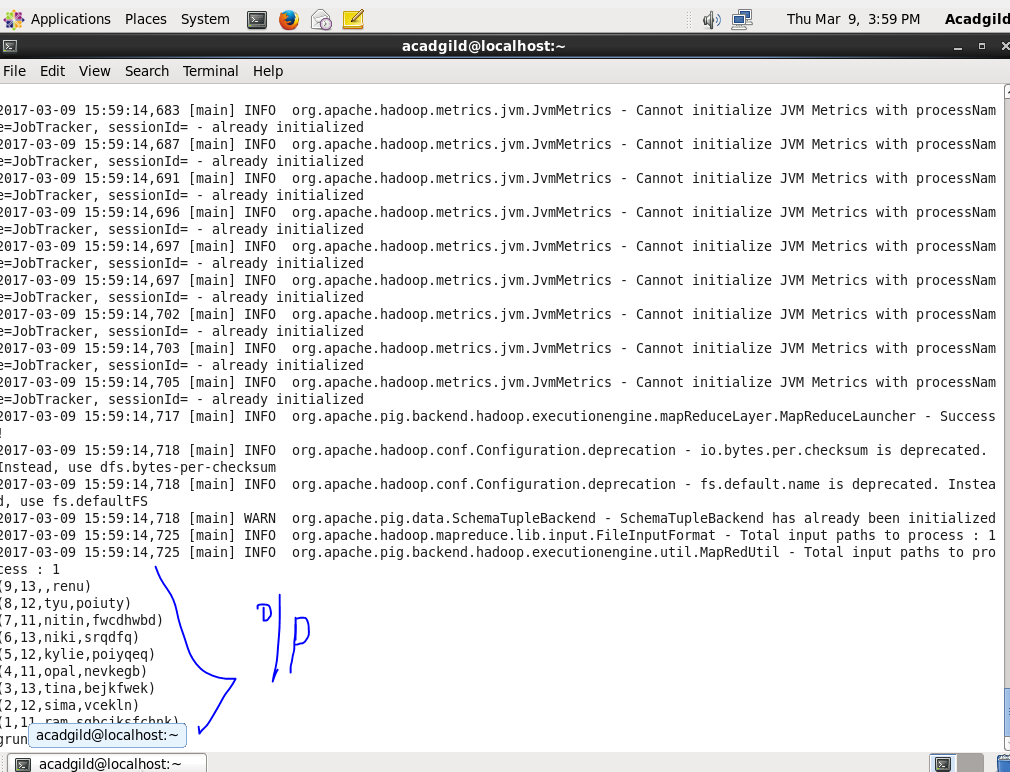 Applications Places System Thu Mar 9, 3:59 PM Acadgild
acadgild@localhost:~
File Edit View Search Terminal Help
2017-03-09 15:59:14,683 [main] INFO org.apache.hadoop.metrics.jvm.JvmMetrics - Cannot initialize JVM Metrics with processNam
e=JobTracker, sessionId= - already initialized
2017-03-09 15:59:14,687 [main] INFO org.apache.hadoop.metrics.jvm.JvmMetrics - Cannot initialize JVM Metrics with processNam
e=JobTracker, sessionId= - already initialized
2017-03-09 15:59:14,691 [main] INFO org.apache.hadoop.metrics.jvm.JvmMetrics - Cannot initialize JVM Metrics with processNam
e=JobTracker, sessionId= - already initialized
2017-03-09 15:59:14,696 [main] INFO org.apache.hadoop.metrics.jvm.JvmMetrics - Cannot initialize JVM Metrics with processNam
e=JobTracker, sessionId= - already initialized
2017-03-09 15:59:14,697 [main] INFO org.apache.hadoop.metrics.jvm.JvmMetrics - Cannot initialize JVM Metrics with processNam
e=JobTracker, sessionId= - already initialized
2017-03-09 15:59:14,697 [main] INFO org.apache.hadoop.metrics.jvm.JvmMetrics - Cannot initialize JVM Metrics with processNam
e=JobTracker, sessionId= - already initialized
2017-03-09 15:59:14,702 [main] INFO org.apache.hadoop.metrics.jvm.JvmMetrics - Cannot initialize JVM Metrics with processNam
e=JobTracker, sessionId= - already initialized
2017-03-09 15:59:14,703 [main] INFO org.apache.hadoop.metrics.jvm.JvmMetrics - Cannot initialize JVM Metrics with processNam
e=JobTracker, sessionId= - already initialized
2017-03-09 15:59:14,705 [main] INFO org.apache.hadoop.metrics.jvm.JvmMetrics - Cannot initialize JVM Metrics with processNam
e=JobTracker, sessionId= - already initialized
2017-03-09 15:59:14,717 [main] INFO org.apache.pig.backend.hadoop.executionengine.mapReduceLayer.MapReduceLauncher - Success
!
2017-03-09 15:59:14,718 [main] INFO org.apache.hadoop.conf.Configuration.deprecation - io.bytes.per.checksum is deprecated.
Instead, use dfs.bytes-per-checksum
2017-03-09 15:59:14,718 [main] INFO org.apache.hadoop.conf.Configuration.deprecation - fs.default.name is deprecated. Instea
d, use fs.defaultFS
2017-03-09 15:59:14,718 [main] WARN org.apache.pig.data.SchemaTupleBackend - SchemaTupleBackend has already been initialized
2017-03-09 15:59:14,725 [main] INFO org.apache.hadoop.mapreduce.lib.input.FileInputFormat - Total input paths to process : 1
2017-03-09 15:59:14,725 [main] INFO org.apache.pig.backend.hadoop.executionengine.util.MapRedUtil - Total input paths to pro
cess : 1
(9,13,,renu)
(8,12,tyu,poiuty)
(7,11,nitin,fwcdhwbd)
(6,13,niki,srqdfq)
(5,12,kylie,poiyqeq)
(4,11,opal,nevkegb)
(3,13,tina,bejkfwek)
(2,12,sima,vcekln)
O/P
(1,11,ram,
grun
acadgild@localhost:~
acadgild@localhost:~